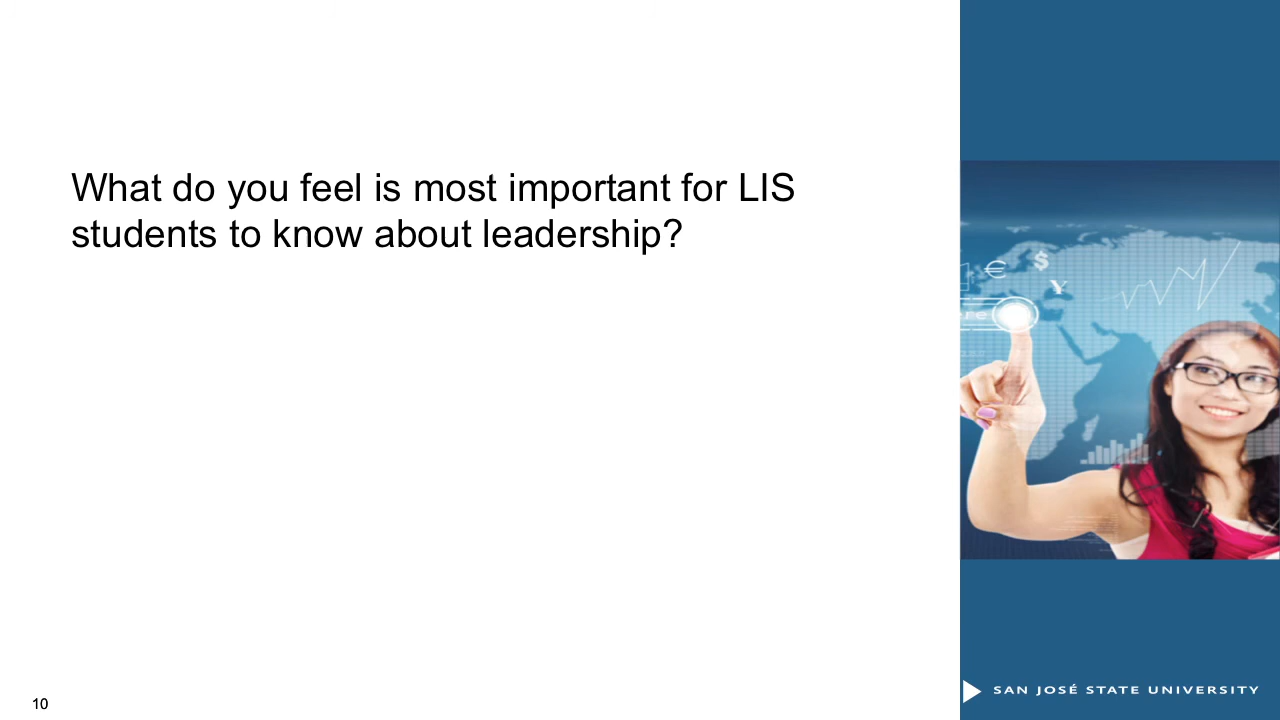 What do you feel is most important for LIS
students to know about leadership?
€ $
¥
ere
10
SAN JOSÉ STATE UNIVERSITY